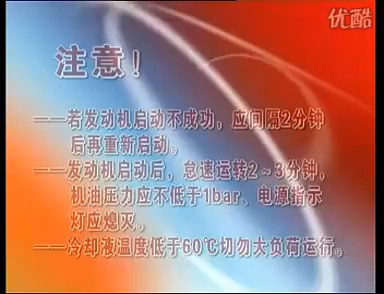 优酷
注意！
——若发动机启动不成功，应间隔2分钟
后再重新启动。
——发动机启动后，怠速运转2～3分钟，
机油压力应不低于1bar、电源指示
灯应熄灭。
——冷却液温度低于60℃切勿大负荷运行。